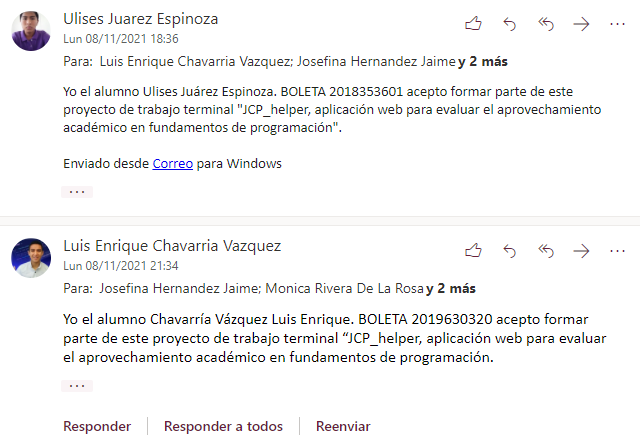 Ulises Juarez Espinoza
Lun 08/11/2021 18:36
Para: Luis Enrique Chavarria Vazquez; Josefina Hernandez Jaime y 2 más
Yo el alumno Ulises Juárez Espinoza. BOLETA 2018353601 acepto formar parte de este
proyecto de trabajo terminal "JCP_helper, aplicación web para evaluar el aprovechamiento
académico en fundamentos de programación".
Enviado desde Correo para Windows
Luis Enrique Chavarria Vazquez
Lun 08/11/2021 21:34
Para: Josefina Hernandez Jaime; Monica Rivera De La Rosa y 2 más
Yo el alumno Chavarría Vázquez Luis Enrique. BOLETA 2019630320 acepto formar
parte de este proyecto de trabajo terminal “JCP_helper, aplicación web para evaluar
el aprovechamiento académico en fundamentos de programación.
Responder Responder a todos Reenviar